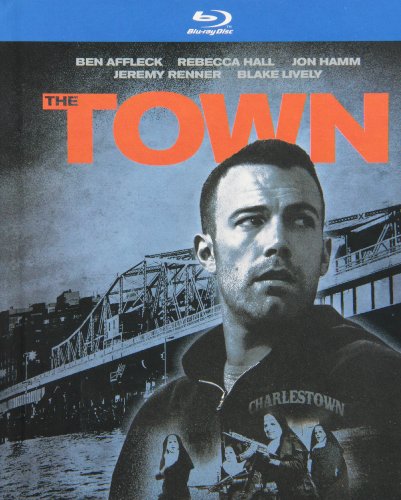 Blu-ray Disc
BEN AFFLECK REBECCA HALL JON HAMM
JEREMY RENNER BLAKE LIVELY
THE
TOWN
CHARLESTOWN